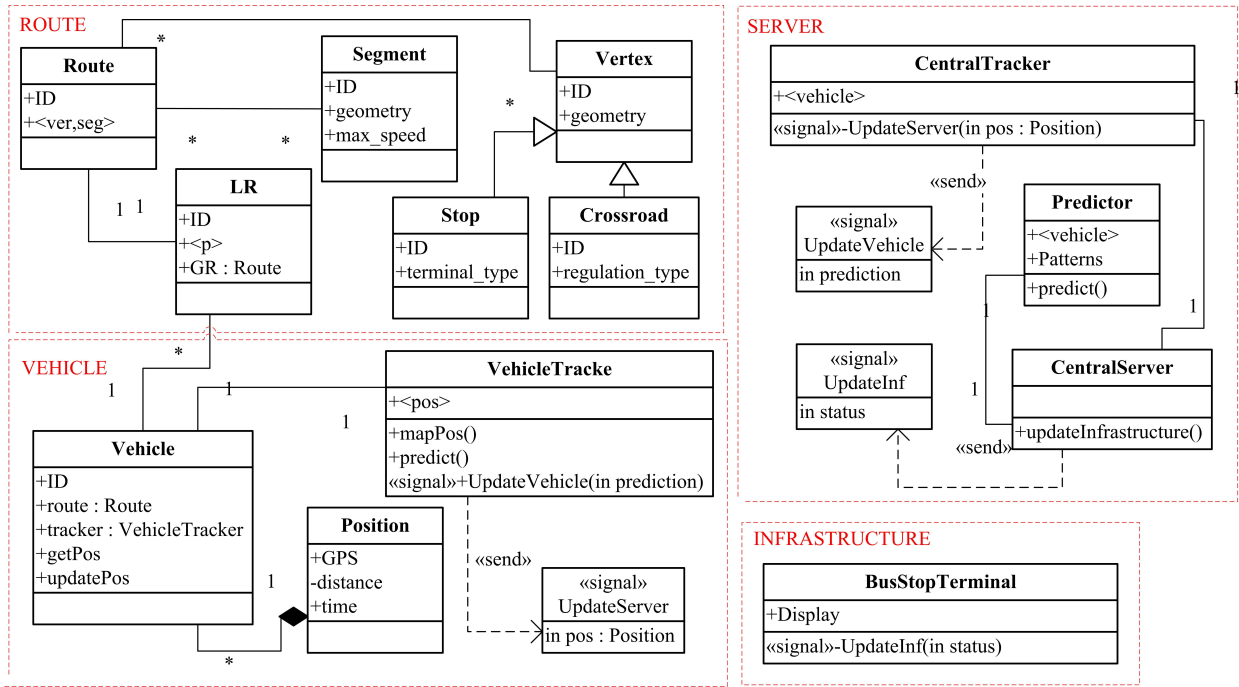 ROUTE
Route
+ID
+<ver,seg>
*
Segment
+ID
+geometry
+max_speed
Vertex
+ID
+geometry
*
*
*
LR
+ID
+<p>
+GR : Route
1
1
Stop
+ID
+terminal_type
Crossroad
+ID
+regulation_type
VEHICLE
*
1
1
1
VehicleTracke
+<pos>
+mapPos()
+predict()
«signal»+UpdateVehicle(in prediction)
Vehicle
+ID
+route : Route
+tracker : VehicleTracker
+getPos
+updatePos
Position
+GPS
-distance
+time
1
*
«send»
«signal»
UpdateServer
in pos : Position
SERVER
CentralTracker
+<vehicle>
«signal»-UpdateServer(in pos : Position)
1
«send»
«signal»
UpdateVehicle
in prediction
Predictor
+<vehicle>
+Patterns
+predict()
1
1
1
«signal»
UpdateInf
in status
CentralServer
+updateInfrastructure()
«send»
INFRASTRUCTURE
BusStopTerminal
+Display
«signal»-UpdateInf(in status)